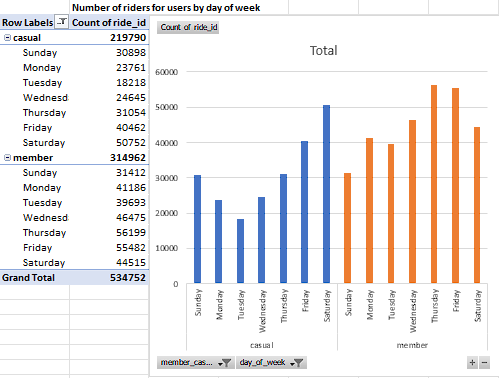 Number of riders for users by day of week
Row Labels Count of ride_id
casual 219790
Sunday 30898
Monday 23761
Tuesday 18218
Wednesd 24645
Thursday 31054
Friday 40462
Saturday 50752
member 314962
Sunday 31412
Monday 41186
Tuesday 39693
Wednesd 46475
Thursday 56199
Friday 55482
Saturday 44515
Grand Total 534752
Count of ride_id
Total
60000
50000
40000
30000
20000
10000
0
Sunday Monday Tuesday Wednesday Thursday Friday Saturday Sunday Monday Tuesday Wednesday Thursday Friday Saturday
casual member
member_cas... day_of_week